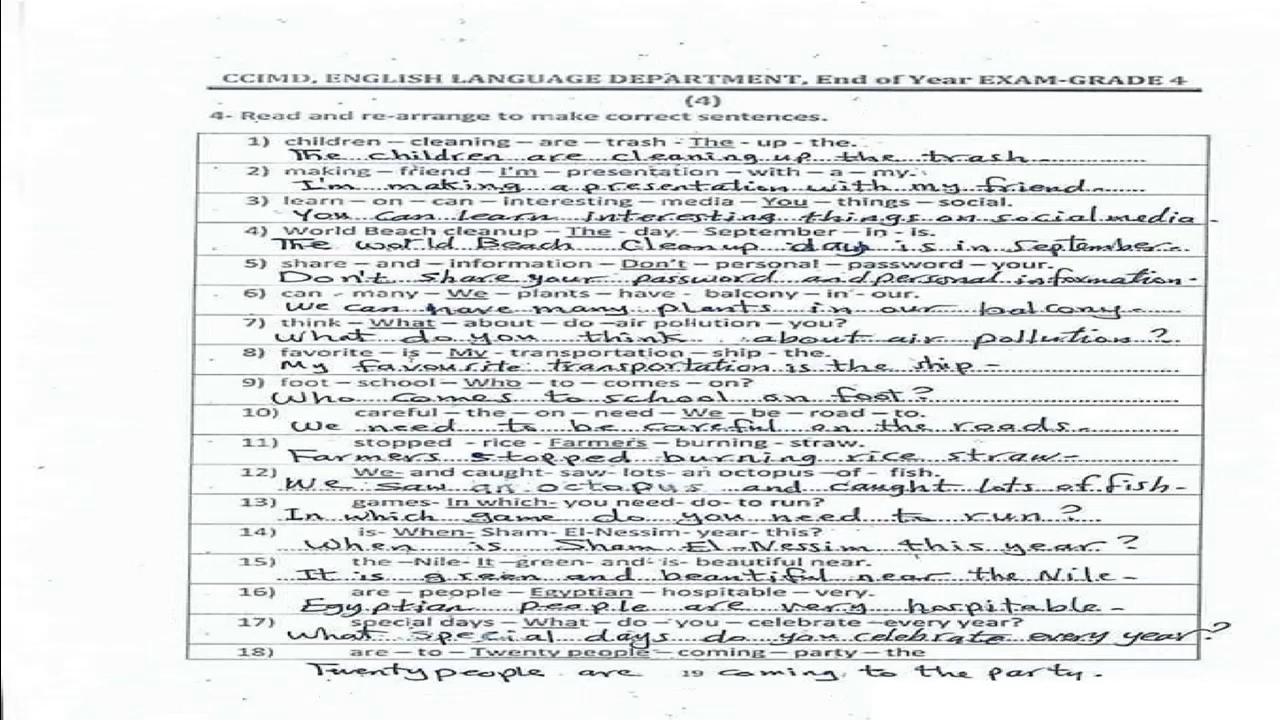 CCIMD, ENGLISH LANGUAGE DEPARTMENT, End of Year EXAM-GRADE 4
(4)
4- Read and re-arrange to make correct sentences.
1) children – cleaning – are – trash - The - up - the.
The children are cleaning up the trash
2) making – friend – I'm – presentation – with – a – my.
I'm making a presentation with my friend.
3) learn – on – can – interesting – media – You – things – social.
You can learn interesting things on social media.
4) World Beach cleanup – The - day – September – in - is.
The world Beach Cleanup day is in September.
5) share – and – information – Don't – personal – password – your.
Don't share your password and personal information.
6) can - many – We – plants – have - balcony – in - our.
We can have many plants in our balcony.
7) think – What – about – do –air pollution – you?
What do you think about air pollution?
8) favorite – is – My - transportation – ship - the.
My favourite transportation is the ship -
9) foot – school – Who – to – comes – on?
Who comes to school on foot?
10) careful – the – on – need – We – be – road – to.
We need to be careful on the roads.
11) stopped - rice - Farmers – burning - straw.
Farmers stopped burning rice straw-
12) We- and caught- saw- lots- an octopus –of - fish.
We saw an octopus and caught lots of fish-
13) games- In which- you need- do- to run?
In which game do you need to run?
14) is- When- Sham- El-Nessim- year- this?
When is Sham El-Nessim this year?
15) the –Nile- It –green- and- is- beautiful near.
It is green and beautiful near the Nile -
16) are – people – Egyptian – hospitable – very.
Egyptian people are very hospitable -
17) special days – What – do – you – celebrate –every year?
What special days do you celebrate every year?
18) are – to – Twenty people – coming – party – the
Twenty people are 19 coming to the party.